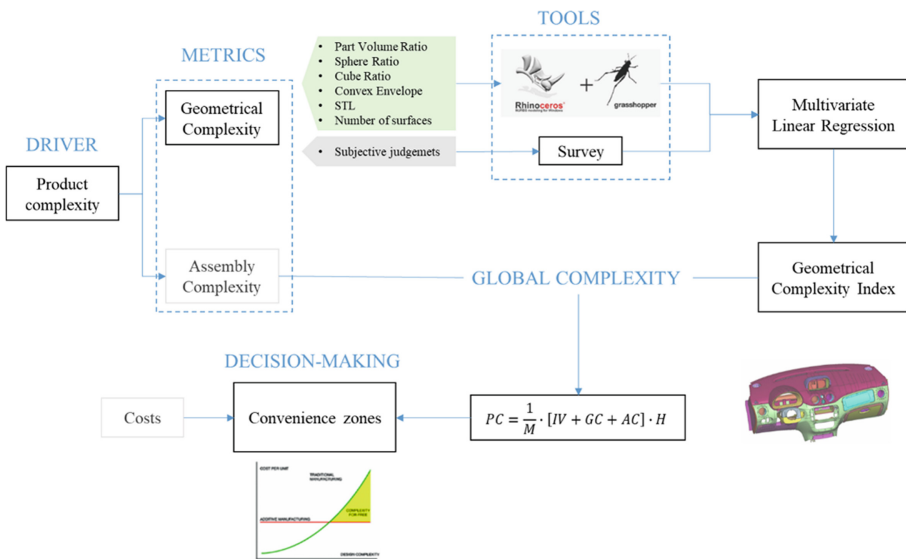 METRICS
Geometrical
Complexity
DRIVER
Product
complexity
Assembly
Complexity
• Part Volume Ratio
• Sphere Ratio
• Cube Ratio
• Convex Envelope
• STL
• Number of surfaces
• Subjective judgemets
TOOLS
Rhinoceros®
+
grasshopper
Survey
Multivariate
Linear Regression
Geometrical
Complexity Index
GLOBAL COMPLEXITY
DECISION-MAKING
Costs
Convenience zones
PC = 1/M · [IV + GC + AC] · H
COST PER UNIT
TRADITIONAL
MANUFACTURING
COMPLEXITY
FOR FREE
ADDITIVE MANUFACTURING
DESIGN COMPLEXITY